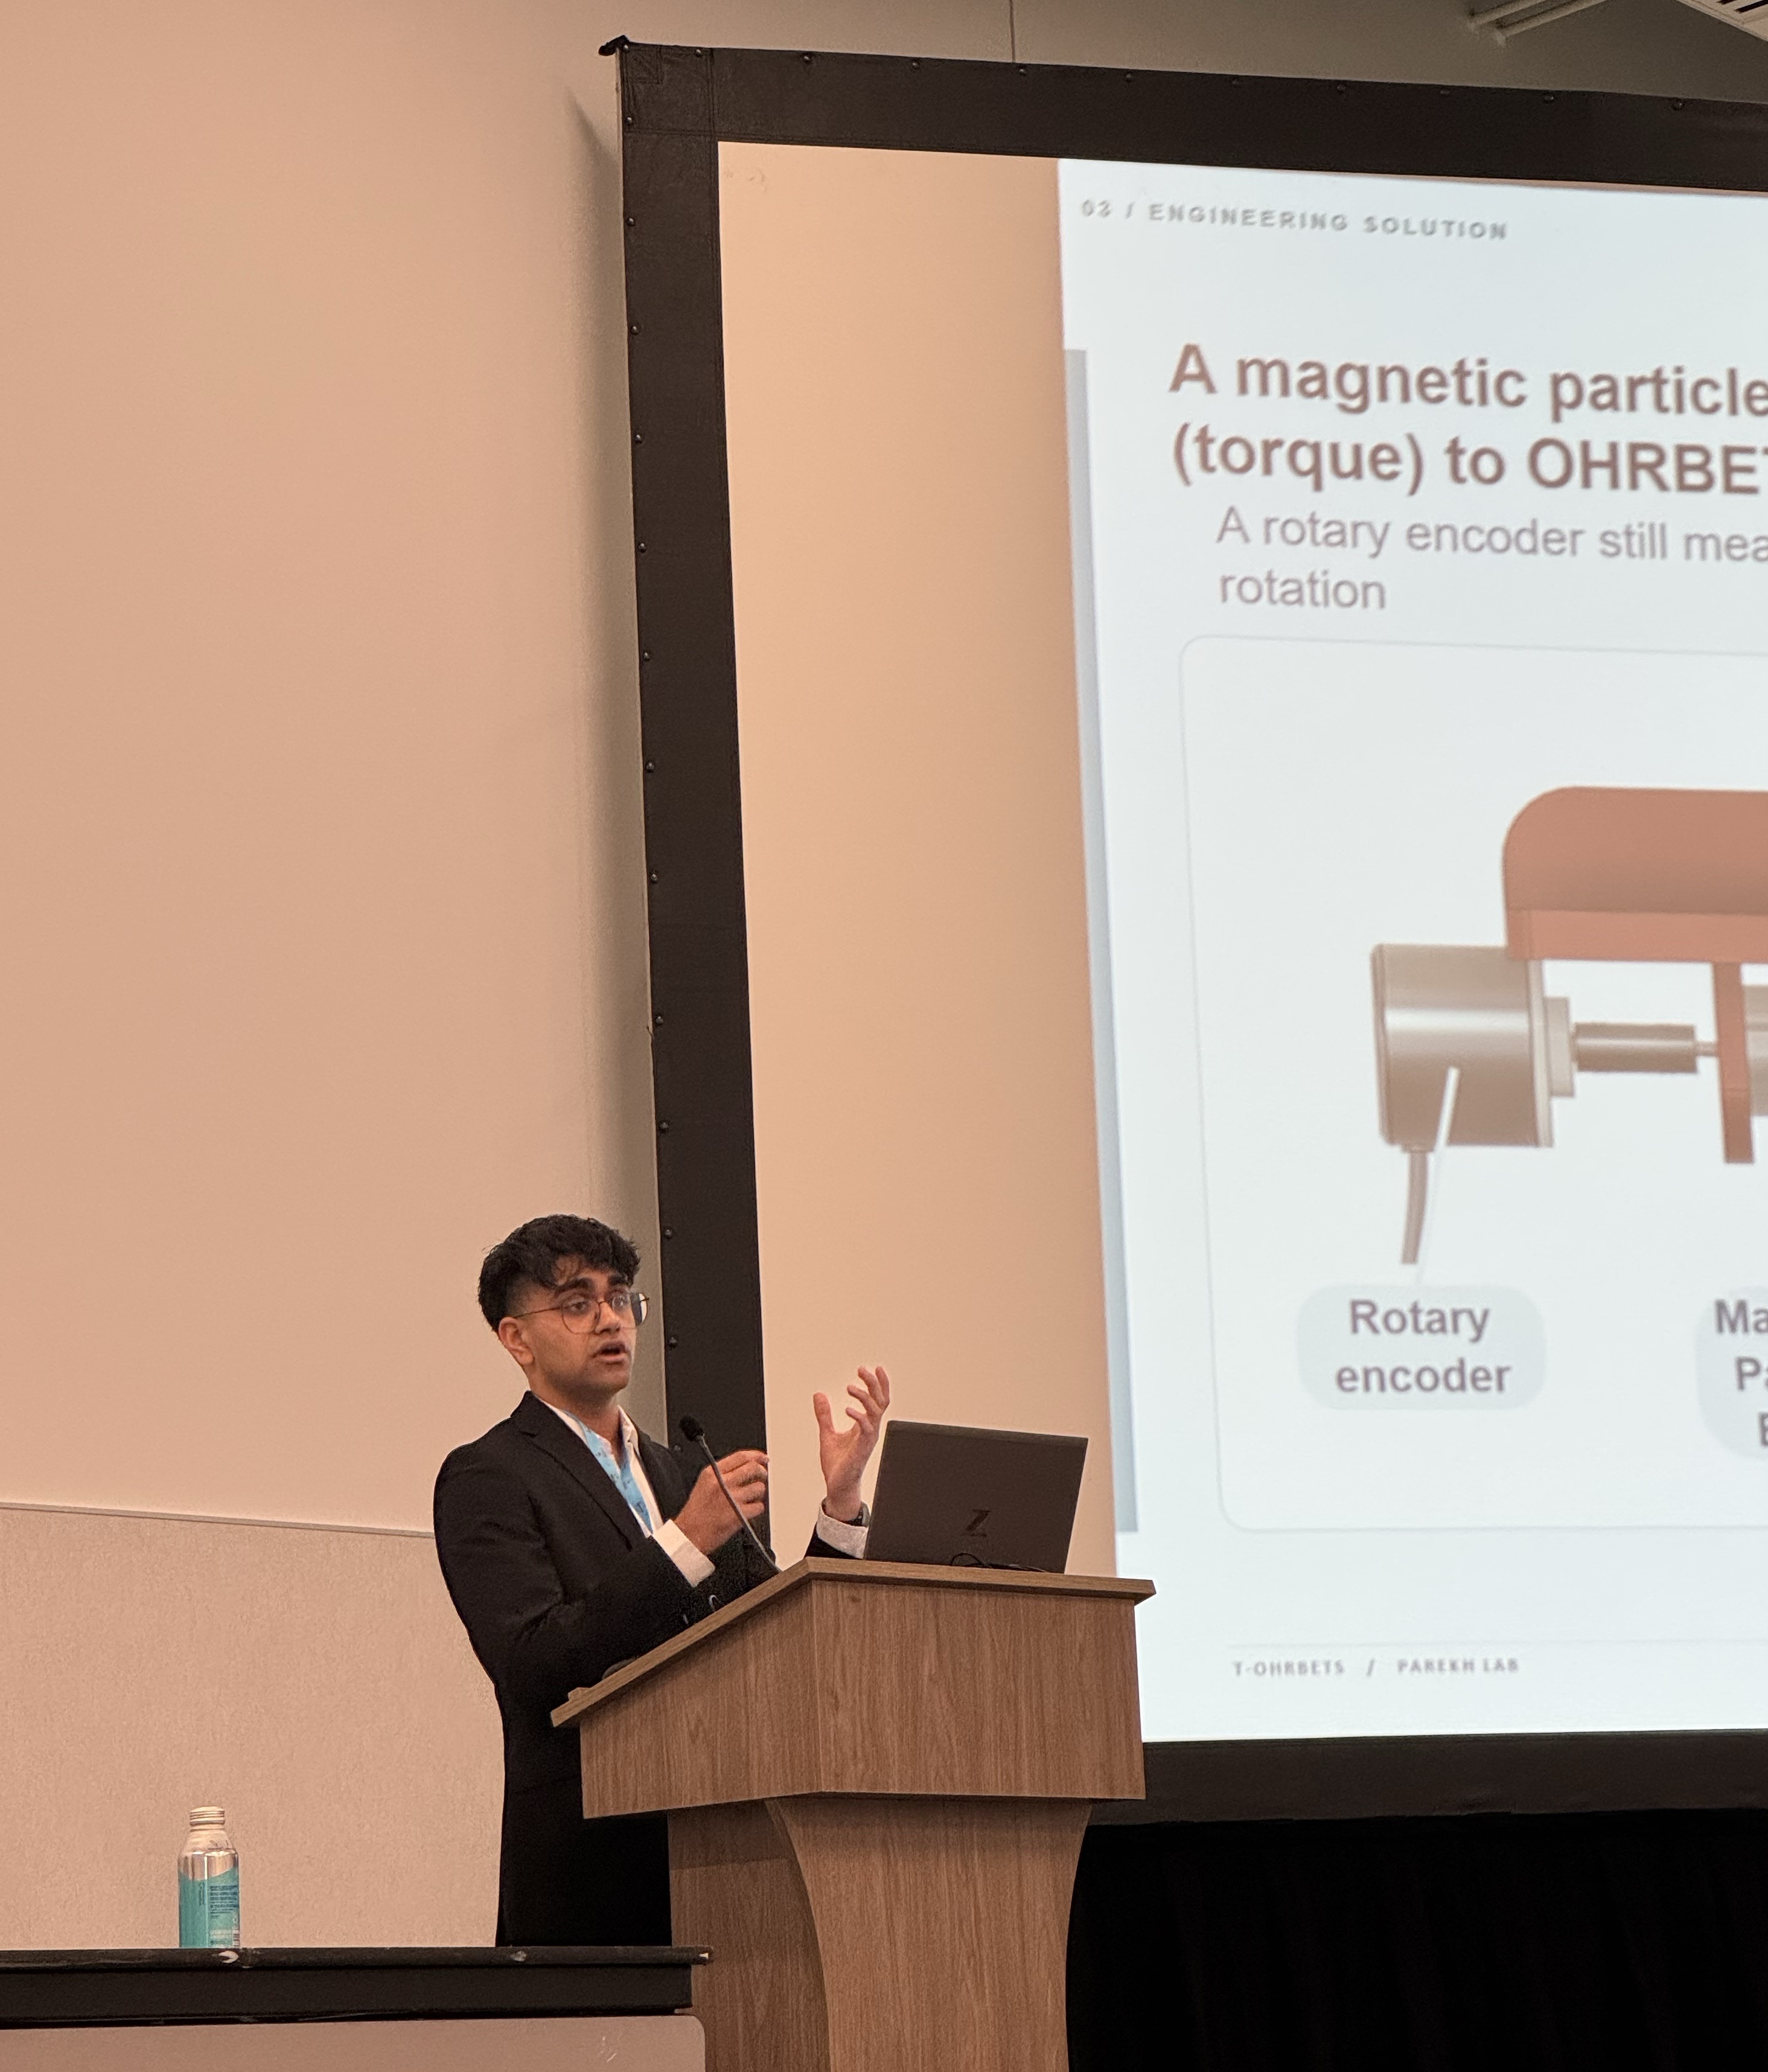 03 / ENGINEERING SOLUTION
A magnetic particle
(torque) to OHRBET
A rotary encoder still mea
rotation
Rotary
encoder
Ma
Pa
T-OHRBETS / PAREKH LAB